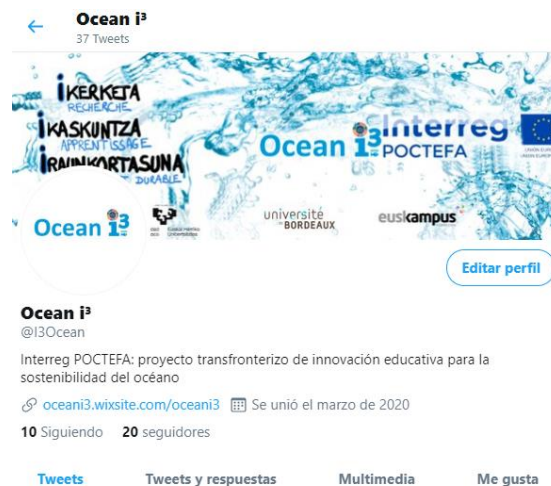 Ocean i³
37 Tweets
IKERKETA
RECHERCHE
IKASKUNTZA
APPRENTISSAGE
IRAUNKORTASUNA
DURABLE
Ocean i3
Interreg
POCTEFA
Ocean i3
université
de BORDEAUX
euskampus
Editar perfil
Ocean i³
@I3Ocean
Interreg POCTEFA: proyecto transfronterizo de innovación educativa para la
sostenibilidad del océano
oceani3.wixsite.com/oceani3 Se unió el marzo de 2020
10 Siguiendo 20 seguidores
Tweets Tweets y respuestas Multimedia Me gusta